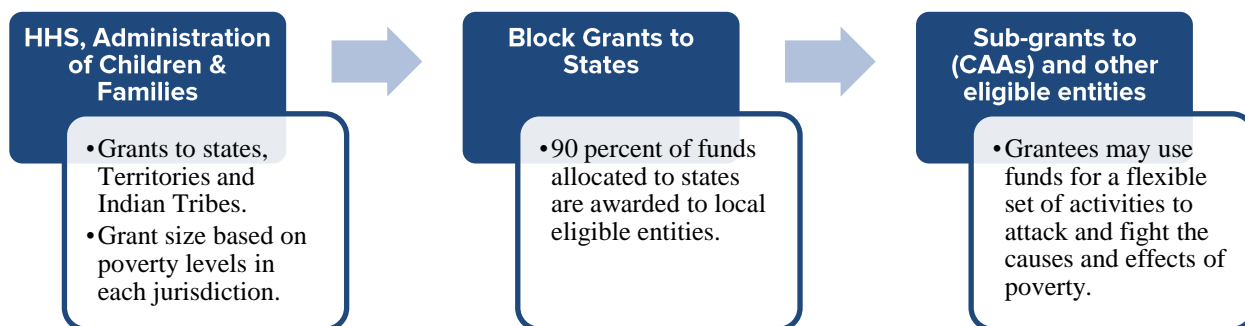 HHS, Administration
of Children &
Families
•Grants to states,
Territories and
Indian Tribes.
•Grant size based on
poverty levels in
each jurisdiction.
Block Grants to
States
•90 percent of funds
allocated to states
are awarded to local
eligible entities.
Sub-grants to
(CAAs) and other
eligible entities
•Grantees may use
funds for a flexible
set of activities to
attack and fight the
causes and effects of
poverty.